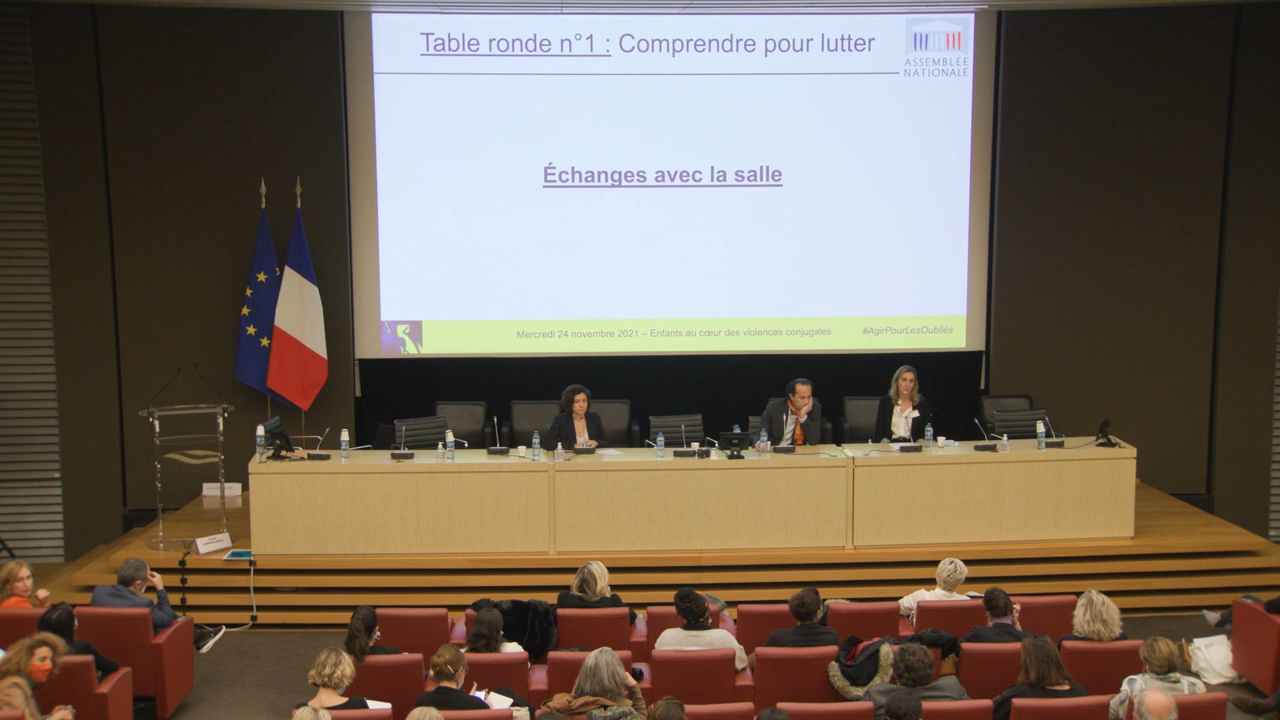 Table ronde n°1 : Comprendre pour lutter
ASSEMBLÉE
NATIONALE
Échanges avec la salle
Mercredi 24 novembre 2021 – Enfants au cœur des violences conjugales
#AgirPourLesOubliés